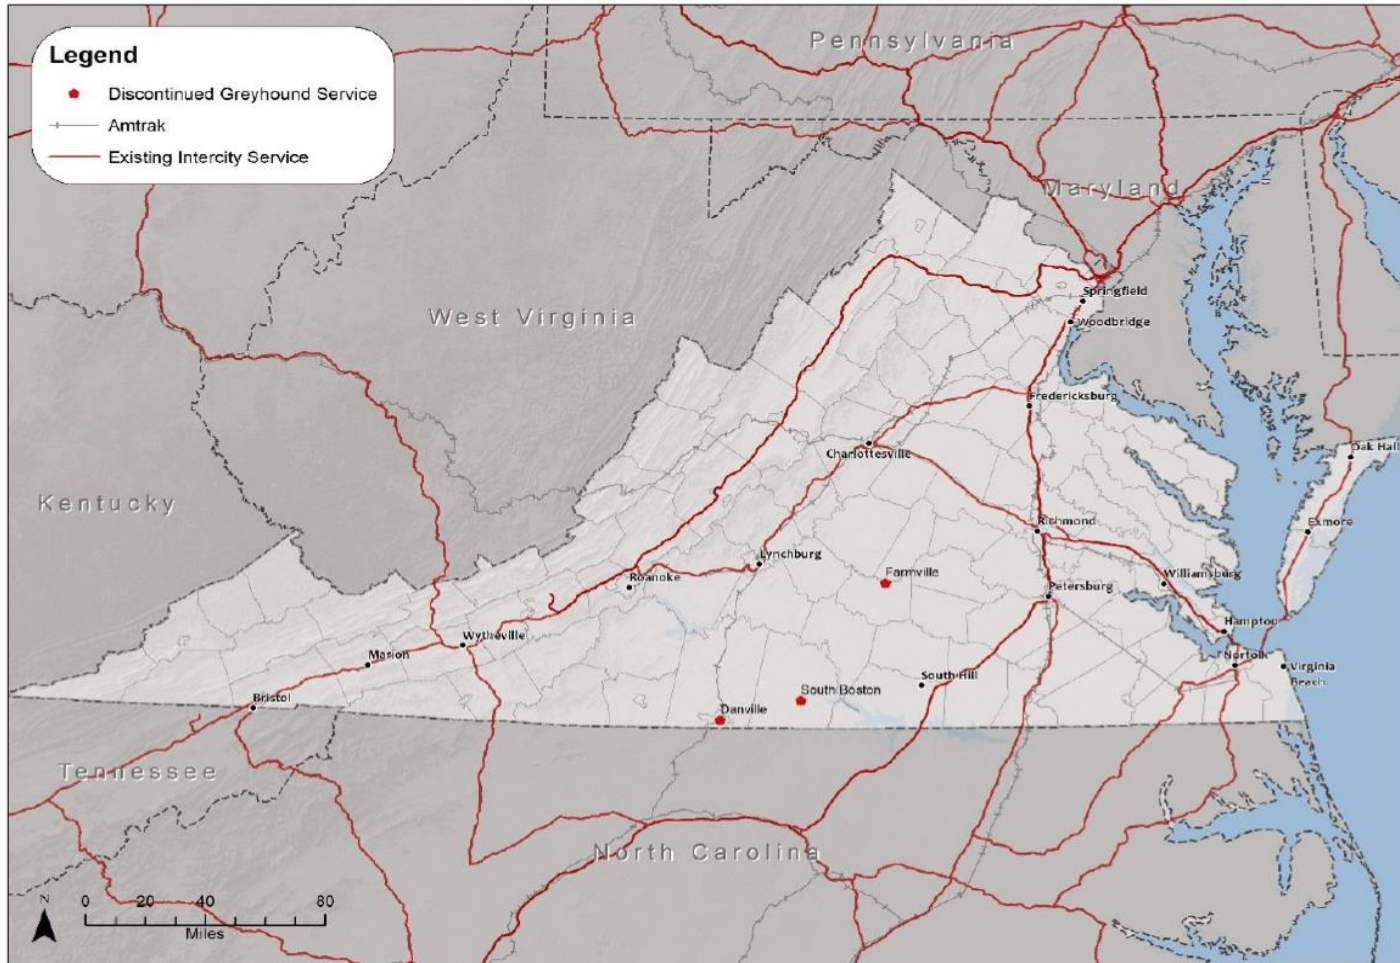 Legend
Discontinued Greyhound Service
Amtrak
Existing Intercity Service
Pennsylvania
Maryland
West Virginia
Springfield
Woodbridge
Fredericksburg
Charlottesville
Oak Hall
Kentucky
Richmond
Exmore
Lynchburg
Roanoke
Farmville
Williamsburg
Petersburg
Hampton
Wytheville
Marion
Norfolk
Virginia
Beach
South Hill
South Boston
Bristol
Danville
Tennessee
North Carolina
N
0 20 40 80
Miles